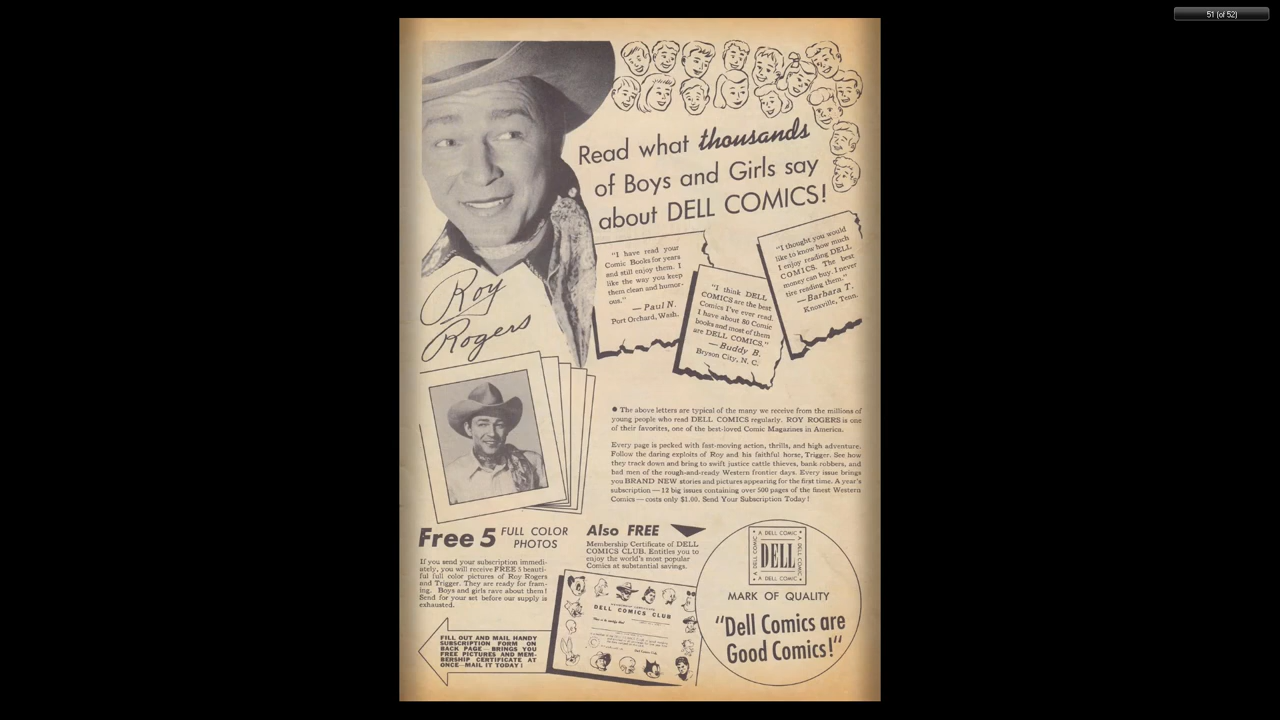 51 (of 52)
Read what thousands
of Boys and Girls say
about DELL COMICS!
"I have read your
Comic Books for years
and still enjoy them. I
like the way you keep
them clean and humor-
ous."
— Paul N.
Port Orchard, Wash.
"I think DELL
COMICS are the best
Comics I've ever read.
I have about 80 Comic
books and most of them
are DELL COMICS."
— Buddy B.
Bryson City, N. C.
"I thought you would
like to know how much
I enjoy reading DELL
COMICS. The best
money can buy. I never
tire reading them."
— Barbara T.
Knoxville, Tenn.
Roy
Rogers
● The above letters are typical of the many we receive from the millions of
young people who read DELL COMICS regularly. ROY ROGERS is one
of their favorites, one of the best-loved Comic Magazines in America.
Every page is packed with fast-moving action, thrills, and high adventure.
Follow the daring exploits of Roy and his faithful horse, Trigger. See how
they track down and bring to swift justice cattle thieves, bank robbers, and
bad men of the rough-and-ready Western frontier days. Every issue brings
you BRAND NEW stories and pictures appearing for the first time. A year's
subscription — 12 big issues containing over 500 pages of the finest Western
Comics — costs only $1.00. Send Your Subscription Today!
Free 5 FULL COLOR
PHOTOS
If you send your subscription immedi-
ately, you will receive FREE 5 beauti-
ful full color pictures of Roy Rogers
and Trigger. They are ready for fram-
ing. Boys and girls rave about them!
Send for your set before our supply is
exhausted.
FILL OUT AND MAIL HANDY
SUBSCRIPTION FORM ON
BACK PAGE — BRINGS YOU
FREE PICTURES AND MEM-
BERSHIP CERTIFICATE AT
ONCE—MAIL IT TODAY!
Also FREE
Membership Certificate of DELL
COMICS CLUB. Entitles you to
enjoy the world's most popular
Comics at substantial savings.
DELL COMICS CLUB
A DELL COMIC
A DELL COMIC
DELL
A DELL COMIC
A DELL COMIC
MARK OF QUALITY
"Dell Comics are
Good Comics!"